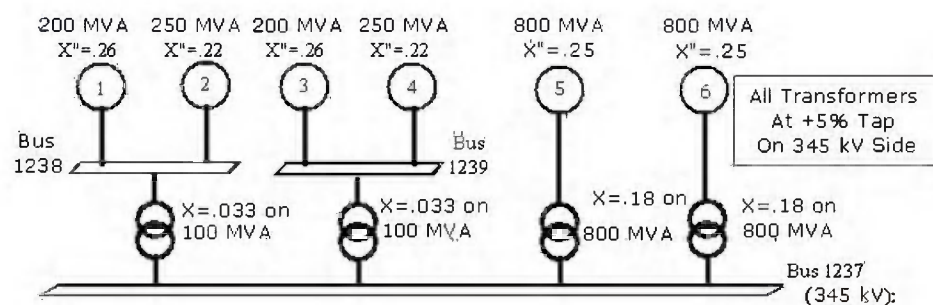 200 MVA 250 MVA 200 MVA 250 MVA 800 MVA 800 MVA
X"=.26 X"=.22 X"=.26 X"=.22 X"=.25 X"=.25
1 2 3 4 5 6
All Transformers
At +5% Tap
On 345 kV Side
Bus
1238
Bus
1239
X=.033 on
100 MVA
X=.033 on
100 MVA
X=.18 on
800 MVA
X=.18 on
800 MVA
Bus 1237
(345 kV):